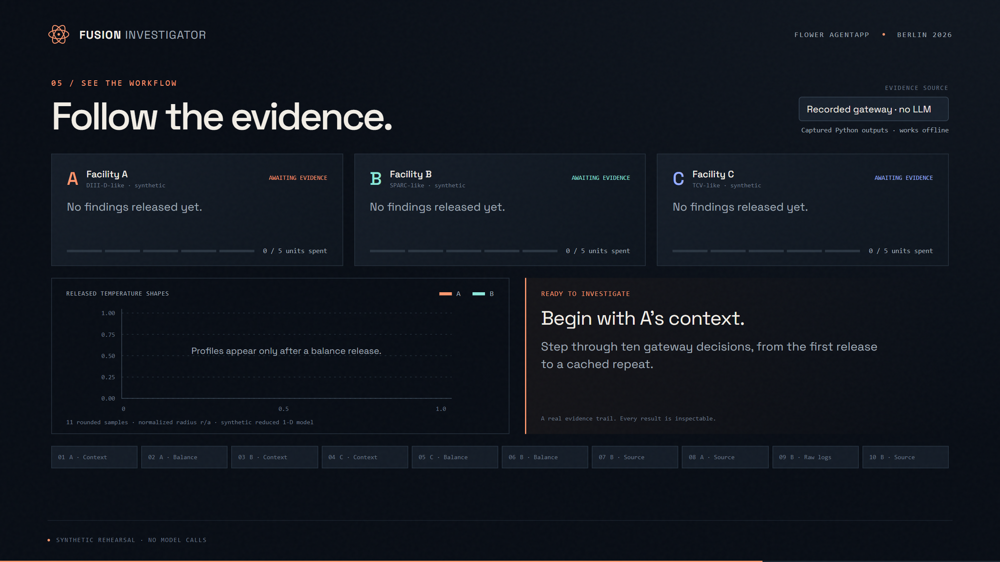 FUSION INVESTIGATOR
FLOWER AGENTAPP • BERLIN 2026
05 / SEE THE WORKFLOW
Follow the evidence.
EVIDENCE SOURCE
Recorded gateway · no LLM
Captured Python outputs · works offline
A
Facility A
DIII-D-like · synthetic
AWAITING EVIDENCE
No findings released yet.
0 / 5 units spent
B
Facility B
SPARC-like · synthetic
AWAITING EVIDENCE
No findings released yet.
0 / 5 units spent
C
Facility C
TCV-like · synthetic
AWAITING EVIDENCE
No findings released yet.
0 / 5 units spent
RELEASED TEMPERATURE SHAPES
A
B
1.00
0.75
0.50
0.25
0.00
Profiles appear only after a balance release.
0
0.5
1.0
11 rounded samples · normalized radius r/a · synthetic reduced 1-D model
READY TO INVESTIGATE
Begin with A’s context.
Step through ten gateway decisions, from the first release
to a cached repeat.
A real evidence trail. Every result is inspectable.
01 A · Context
02 A · Balance
03 B · Context
04 C · Context
05 C · Balance
06 B · Balance
07 B · Source
08 A · Source
09 B · Raw logs
10 B · Source
• SYNTHETIC REHEARSAL · NO MODEL CALLS